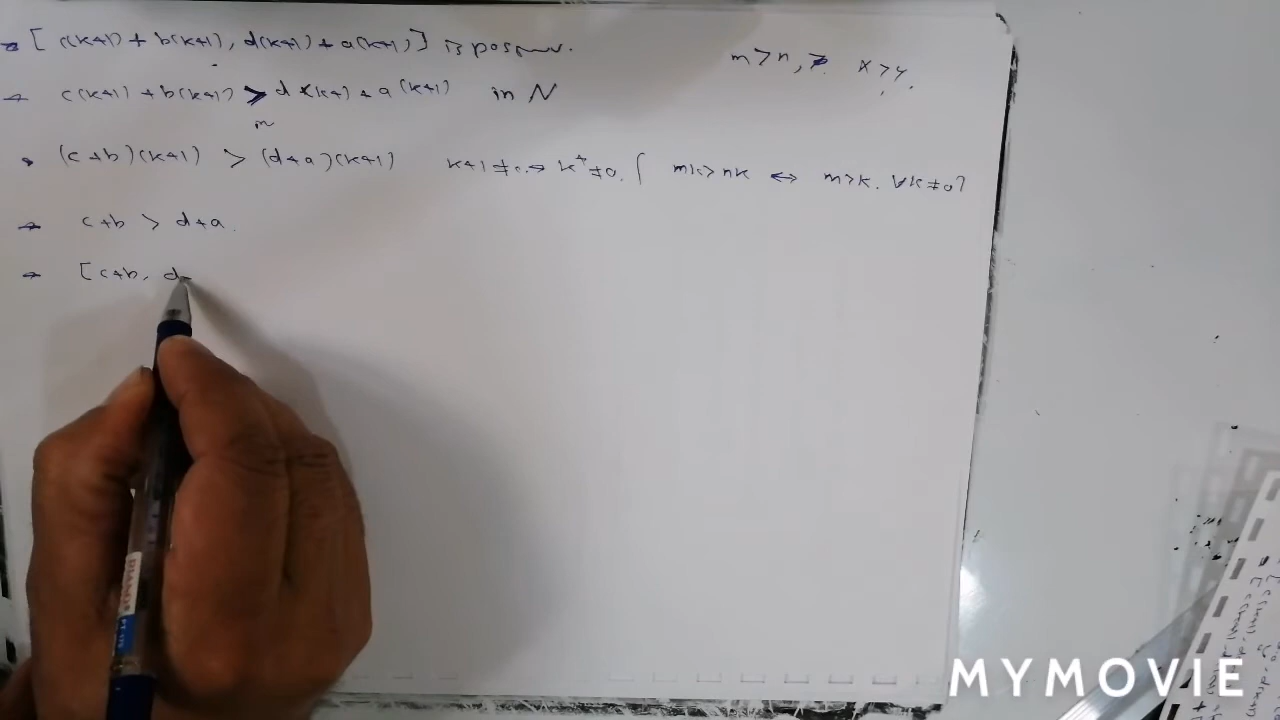 → [c(k+1) + b(k+1), d(k+1) + a(k+1)] is
m > n, x > y.
→ c(k+1) + b(k+1) > d(k+1) + a(k+1) in N
in
(c+b)(k+1) > (d+a)(k+1) k+1≠0 → k⁺≠0. { mk>nk ⇔ m>k. ∀k≠0}
→ c+b > d+a.
→ [c+b, d
MYMOVIE